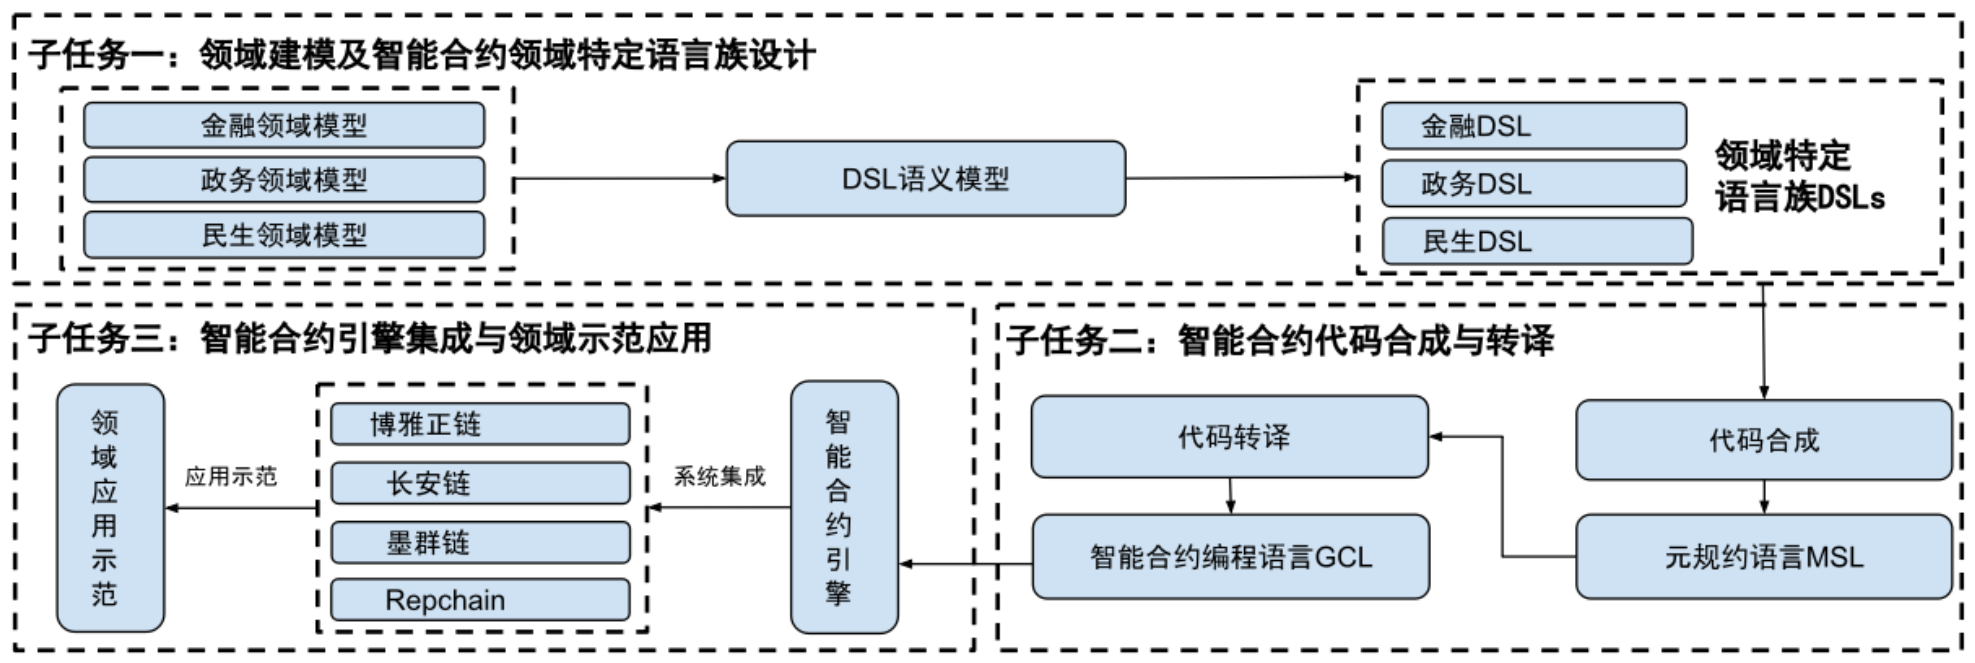 子任务一：领域建模及智能合约领域特定语言族设计
金融领域模型
政务领域模型
民生领域模型
DSL语义模型
金融DSL
政务DSL
民生DSL
领域特定
语言族DSLs
子任务三：智能合约引擎集成与领域示范应用
领域应用示范
应用示范
博雅正链
长安链
墨群链
Repchain
系统集成
智能合约引擎
子任务二：智能合约代码合成与转译
代码转译
智能合约编程语言GCL
代码合成
元规约语言MSL